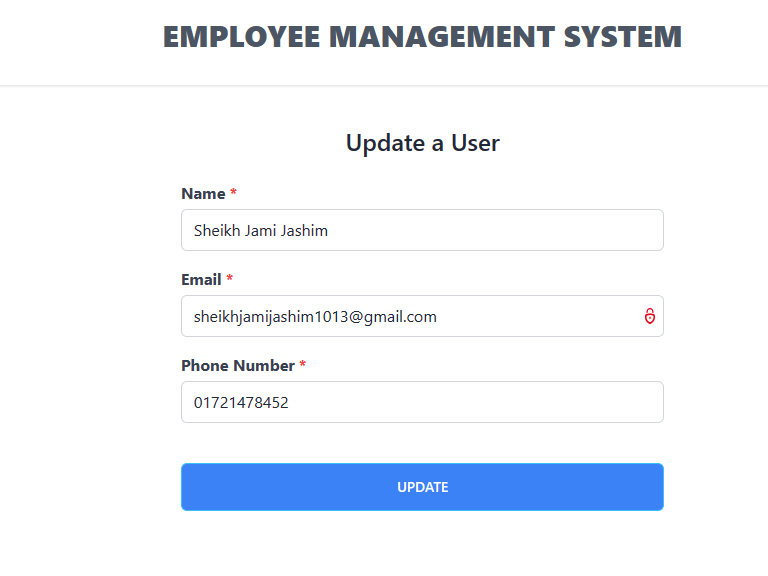 EMPLOYEE MANAGEMENT SYSTEM
Update a User
Name *
Sheikh Jami Jashim
Email *
sheikhjamijashim1013@gmail.com
Phone Number *
01721478452
UPDATE